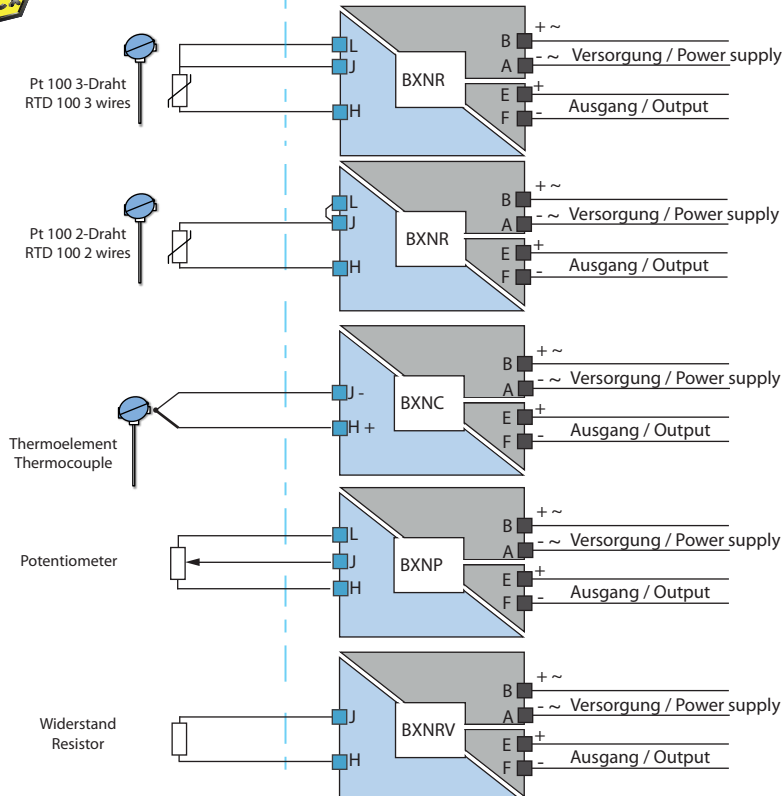 L
B + ~
J
BXNR
A - ~ Versorgung / Power supply
Pt 100 3-Draht
RTD 100 3 wires
E +
H
F - Ausgang / Output
L
B + ~
J
BXNR
A - ~ Versorgung / Power supply
Pt 100 2-Draht
RTD 100 2 wires
E +
H
F - Ausgang / Output
B + ~
J -
BXNC
A - ~ Versorgung / Power supply
H +
E +
F - Ausgang / Output
Thermoelement
Thermocouple
L
B + ~
J
BXNP
A - ~ Versorgung / Power supply
Potentiometer
H
E +
F - Ausgang / Output
B + ~
J
BXNRV
A - ~ Versorgung / Power supply
Widerstand
Resistor
E +
H
F - Ausgang / Output